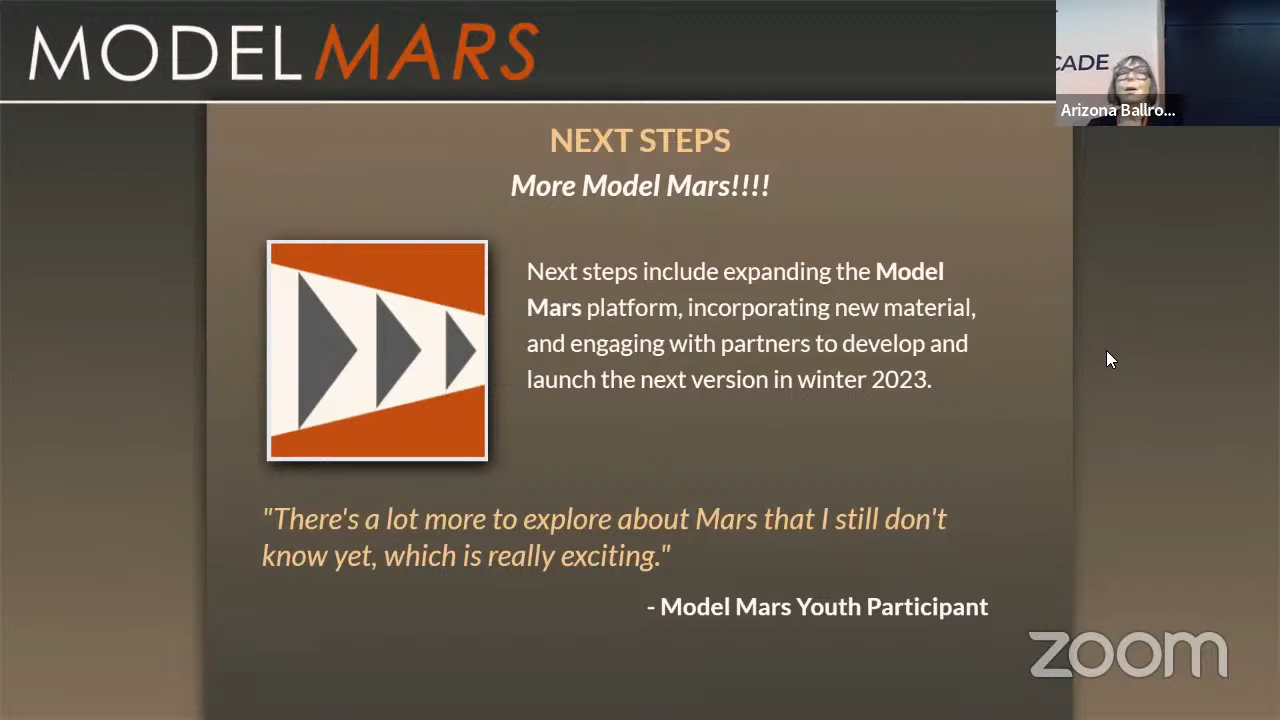 MODELMARS
CADE
Arizona Ballro...
NEXT STEPS
More Model Mars!!!!
Next steps include expanding the Model
Mars platform, incorporating new material,
and engaging with partners to develop and
launch the next version in winter 2023.
"There's a lot more to explore about Mars that I still don't
know yet, which is really exciting."
- Model Mars Youth Participant
zoom